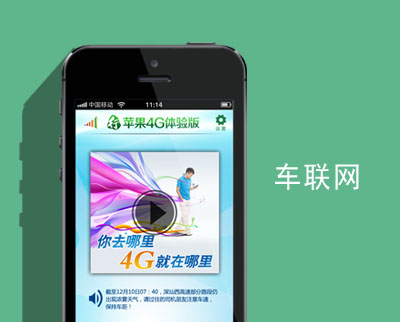 中国移动 11:14
苹果4G体验版
设置
你去哪里
4G就在哪里
截至12月10日07：40，深汕西高速部分路段仍
出现浓雾天气，请过往的司机朋友注意车速，
保持车距！
车联网